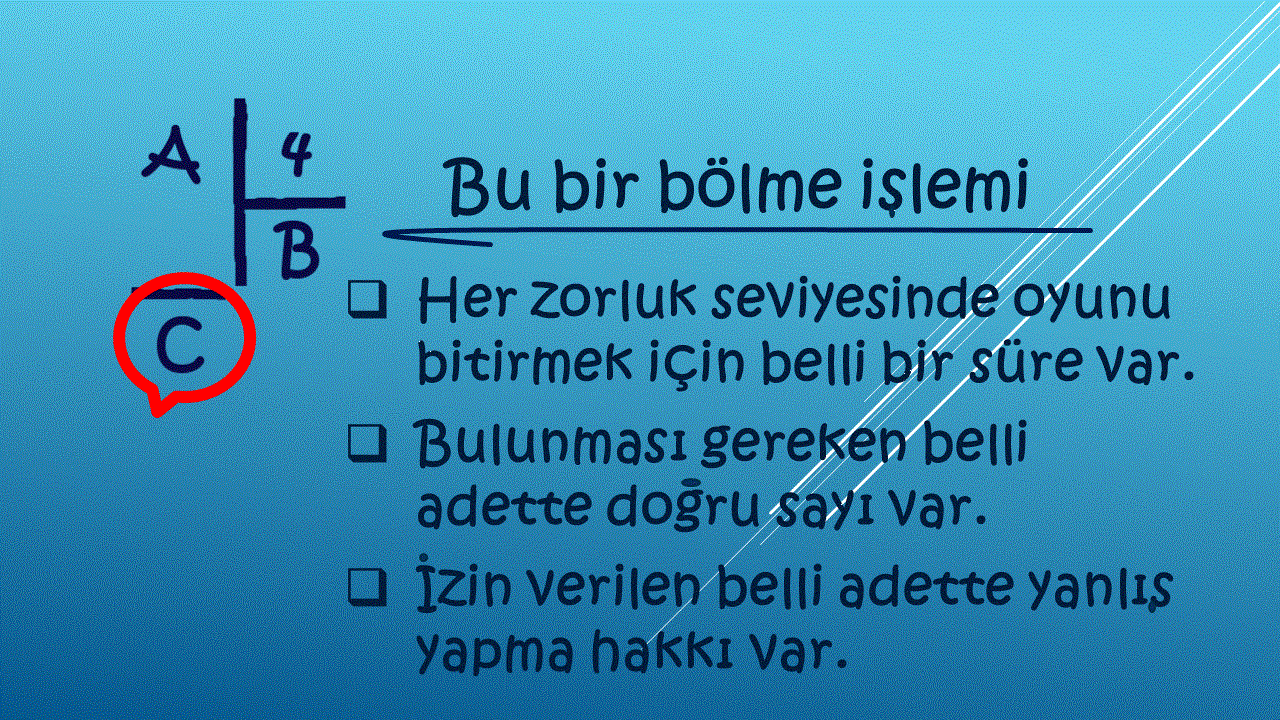 A 4
B
C
Bu bir bölme işlemi
Her zorluk seviyesinde oyunu
bitirmek için belli bir süre var.
Bulunması gereken belli
adette doğru sayı var.
İzin verilen belli adette yanlış
yapma hakkı var.